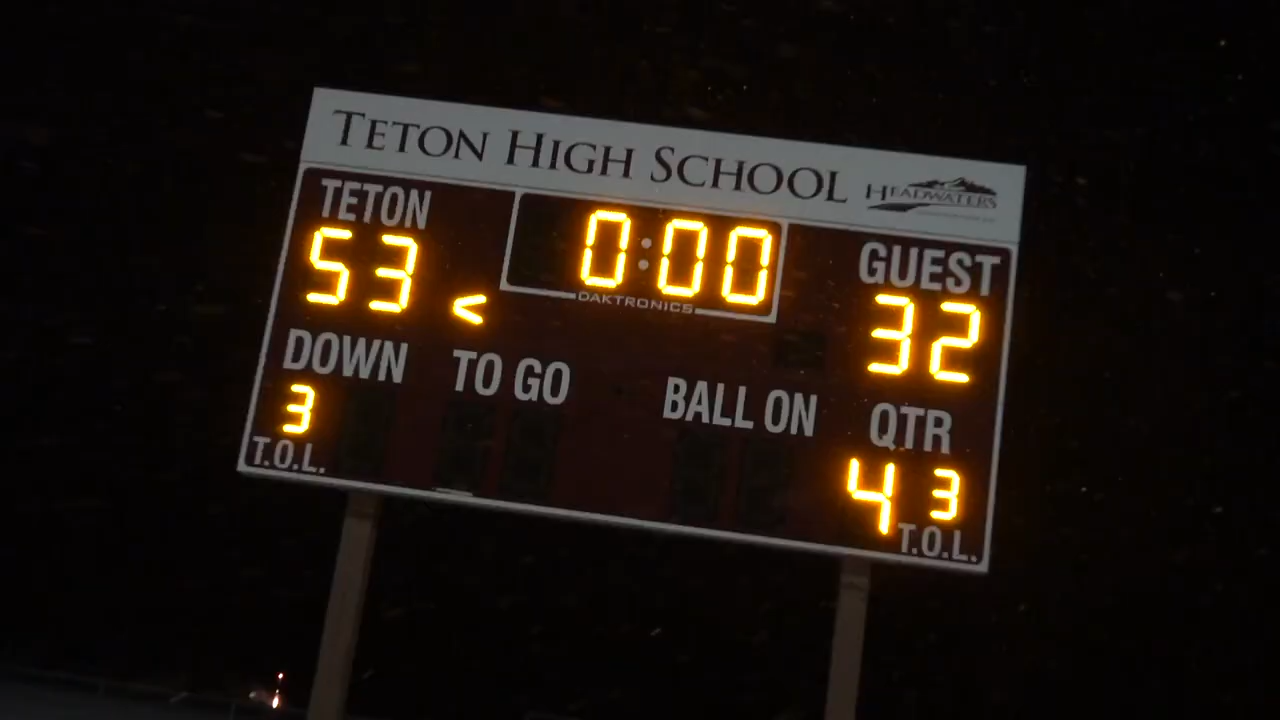 TETON HIGH SCHOOL HEADWATERS
TETON 0:00 GUEST
53 < DAKTRONICS 32
DOWN TO GO BALL ON QTR
3 4 3
T.O.L. T.O.L.